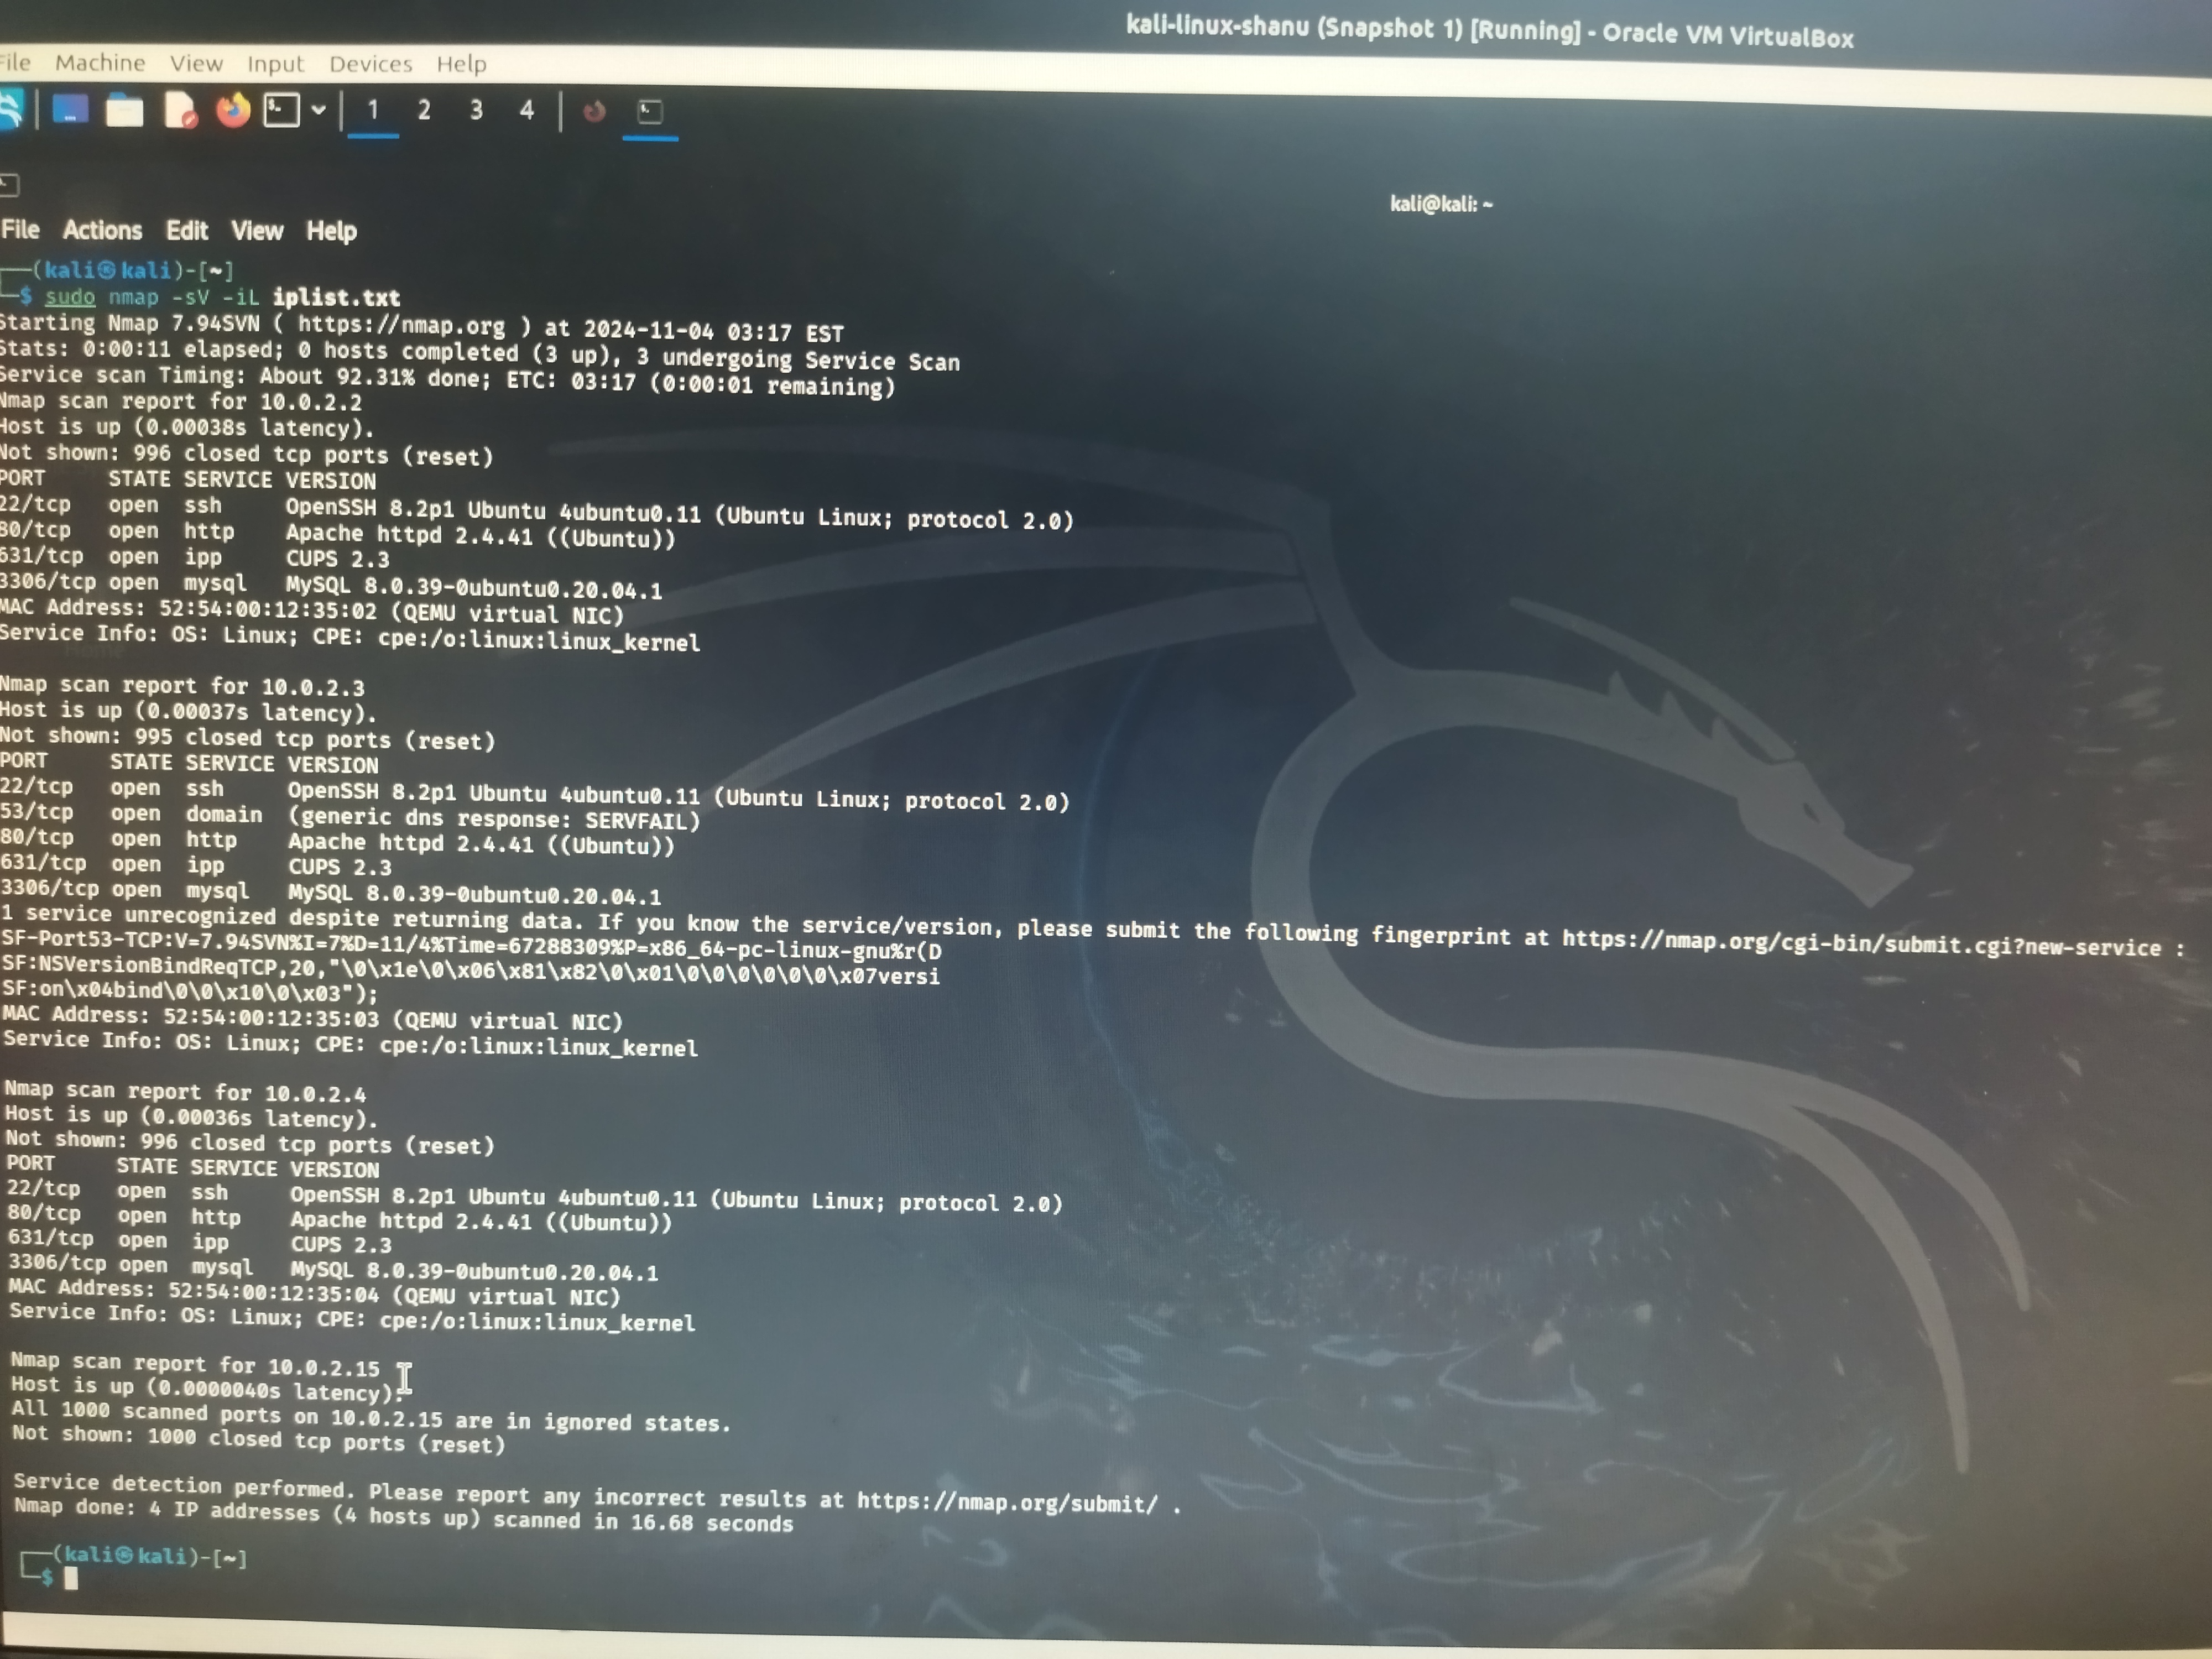 kali-linux-shanu (Snapshot 1) [Running] - Oracle VM VirtualBox
File Machine View Input Devices Help
1 2 3 4
kali@kali: ~
File Actions Edit View Help
(kali㉿kali)-[~]
$ sudo nmap -sV -iL iplist.txt
Starting Nmap 7.94SVN ( https://nmap.org ) at 2024-11-04 03:17 EST
Stats: 0:00:11 elapsed; 0 hosts completed (3 up), 3 undergoing Service Scan
Service scan Timing: About 92.31% done; ETC: 03:17 (0:00:01 remaining)
Nmap scan report for 10.0.2.2
Host is up (0.00038s latency).
Not shown: 996 closed tcp ports (reset)
PORT STATE SERVICE VERSION
22/tcp open ssh OpenSSH 8.2p1 Ubuntu 4ubuntu0.11 (Ubuntu Linux; protocol 2.0)
80/tcp open http Apache httpd 2.4.41 ((Ubuntu))
631/tcp open ipp CUPS 2.3
3306/tcp open mysql MySQL 8.0.39-0ubuntu0.20.04.1
MAC Address: 52:54:00:12:35:02 (QEMU virtual NIC)
Service Info: OS: Linux; CPE: cpe:/o:linux:linux_kernel
Nmap scan report for 10.0.2.3
Host is up (0.00037s latency).
Not shown: 995 closed tcp ports (reset)
PORT STATE SERVICE VERSION
22/tcp open ssh OpenSSH 8.2p1 Ubuntu 4ubuntu0.11 (Ubuntu Linux; protocol 2.0)
53/tcp open domain (generic dns response: SERVFAIL)
80/tcp open http Apache httpd 2.4.41 ((Ubuntu))
631/tcp open ipp CUPS 2.3
3306/tcp open mysql MySQL 8.0.39-0ubuntu0.20.04.1
1 service unrecognized despite returning data. If you know the service/version, please submit the following fingerprint at https://nmap.org/cgi-bin/submit.cgi?new-service :
SF-Port53-TCP:V=7.94SVN%I=7%D=11/4%Time=67288309%P=x86_64-pc-linux-gnu%r(D
SF:NSVersionBindReqTCP,20,"\0\x1e\0\x06\x81\x82\0\x01\0\0\0\0\0\0\x07versi
SF:on\x04bind\0\0\x10\0\x03");
MAC Address: 52:54:00:12:35:03 (QEMU virtual NIC)
Service Info: OS: Linux; CPE: cpe:/o:linux:linux_kernel
Nmap scan report for 10.0.2.4
Host is up (0.00036s latency).
Not shown: 996 closed tcp ports (reset)
PORT STATE SERVICE VERSION
22/tcp open ssh OpenSSH 8.2p1 Ubuntu 4ubuntu0.11 (Ubuntu Linux; protocol 2.0)
80/tcp open http Apache httpd 2.4.41 ((Ubuntu))
631/tcp open ipp CUPS 2.3
3306/tcp open mysql MySQL 8.0.39-0ubuntu0.20.04.1
MAC Address: 52:54:00:12:35:04 (QEMU virtual NIC)
Service Info: OS: Linux; CPE: cpe:/o:linux:linux_kernel
Nmap scan report for 10.0.2.15
Host is up (0.0000040s latency).
All 1000 scanned ports on 10.0.2.15 are in ignored states.
Not shown: 1000 closed tcp ports (reset)
Service detection performed. Please report any incorrect results at https://nmap.org/submit/ .
Nmap done: 4 IP addresses (4 hosts up) scanned in 16.68 seconds
(kali㉿kali)-[~]
$